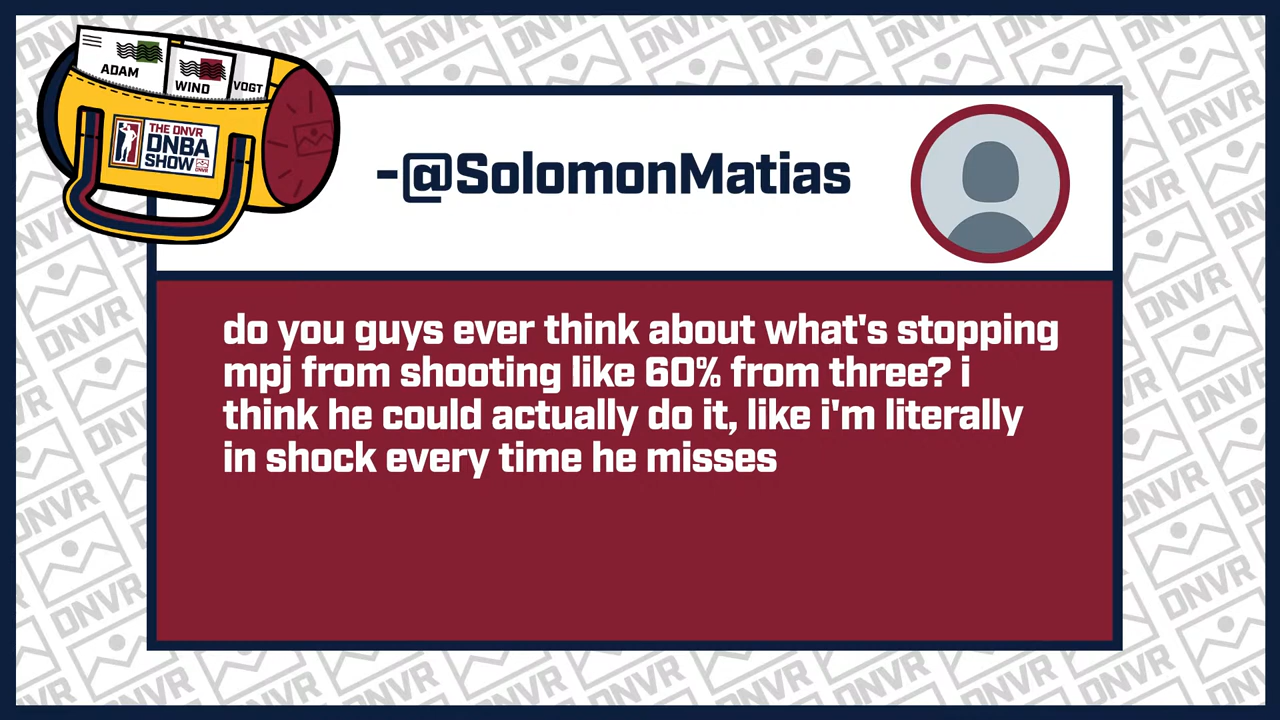 ADAM
WIND
VOGT
THE DNVR
DNBA
SHOW
DNVR
-@SolomonMatias
do you guys ever think about what's stopping
mpj from shooting like 60% from three? i
think he could actually do it, like i'm literally
in shock every time he misses